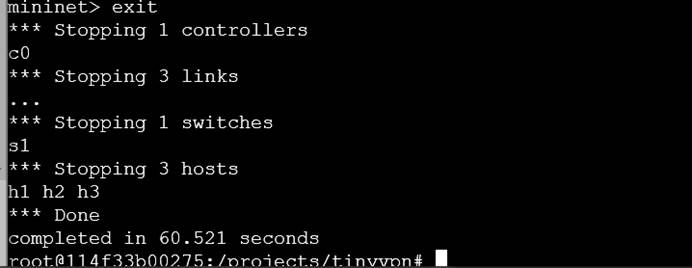 mininet> exit
*** Stopping 1 controllers
c0
*** Stopping 3 links
...
*** Stopping 1 switches
s1
*** Stopping 3 hosts
h1 h2 h3
*** Done
completed in 60.521 seconds
root@114f33b00275:/projects/tinyvpn#